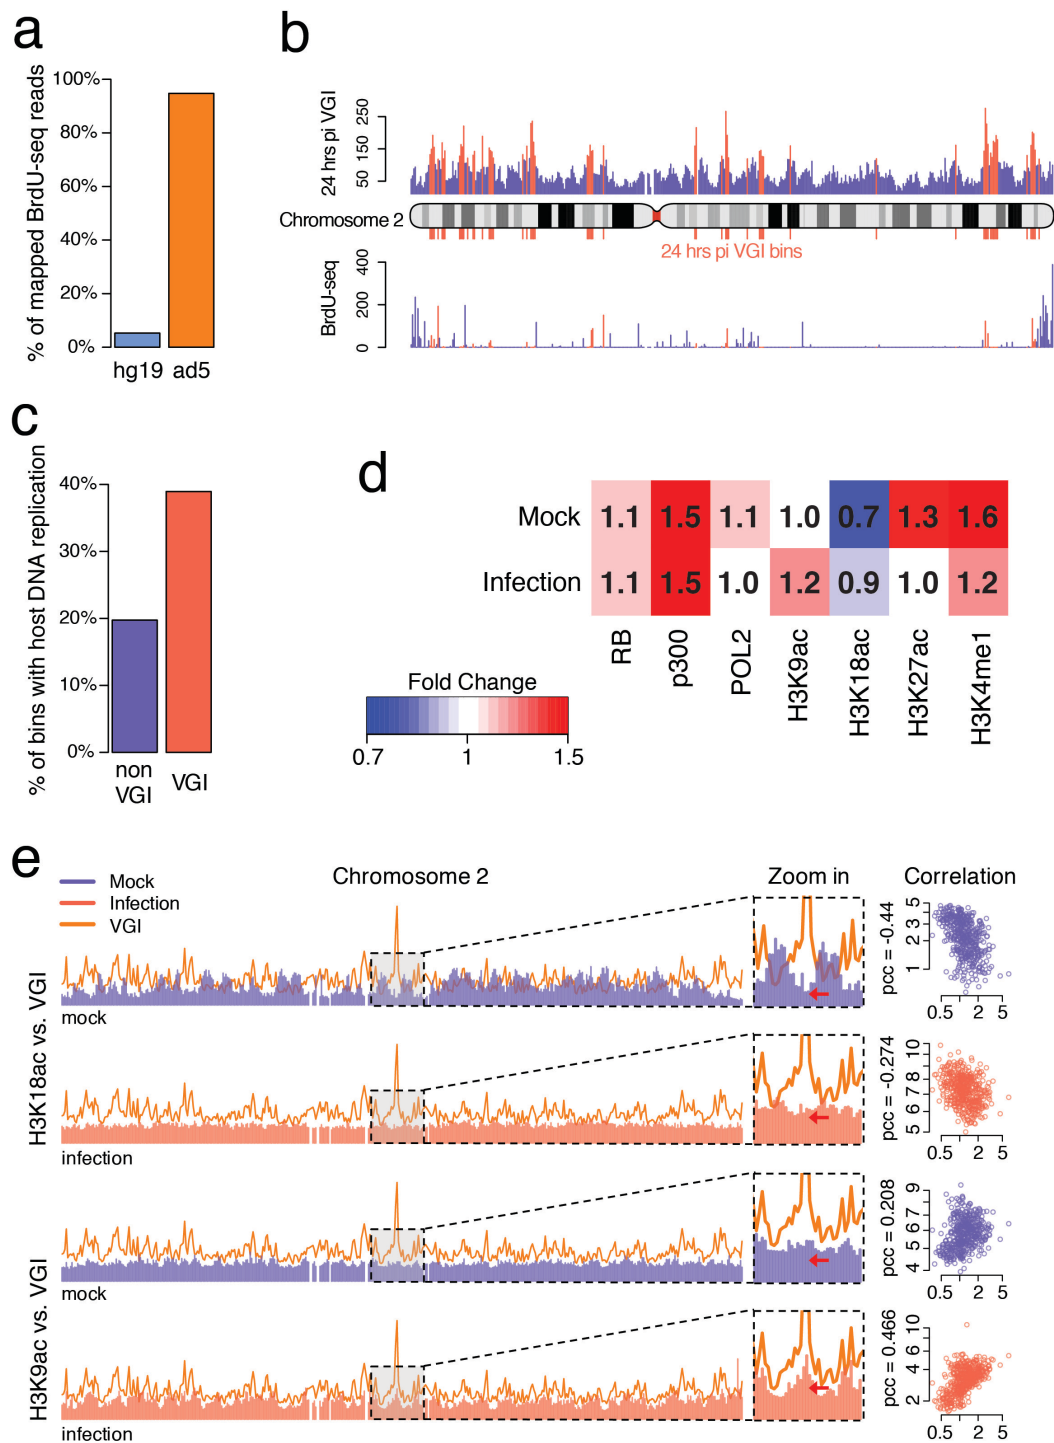 a
% of mapped BrdU-seq reads
100%
80%
60%
40%
20%
0%
hg19 ad5
b
24 hrs pi VGI
250
150
50
Chromosome 2
24 hrs pi VGI bins
BrdU-seq
400
200
0
c
% of bins with host DNA replication
40%
30%
20%
10%
0%
non
VGI
VGI
d
Mock 1.1 1.5 1.1 1.0 0.7 1.3 1.6
Infection 1.1 1.5 1.0 1.2 0.9 1.0 1.2
RB p300 POL2 H3K9ac H3K18ac H3K27ac H3K4me1
Fold Change
0.7 1 1.5
e
Mock
Infection
VGI
Chromosome 2
Zoom in
Correlation
H3K18ac vs. VGI
mock
pcc = -0.44
5
3
2
1
0.5 2 5
infection
pcc = -0.274
10
8
7
6
5
0.5 2 5
H3K9ac vs. VGI
mock
pcc = 0.208
9
7
6
5
4
0.5 2 5
infection
pcc = 0.466
10
6
4
2
0.5 2 5